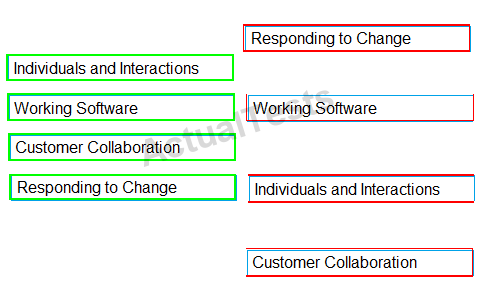 Responding to Change
Individuals and Interactions
Working Software
Working Software
Customer Collaboration
Responding to Change
Individuals and Interactions
Customer Collaboration
ActualTests